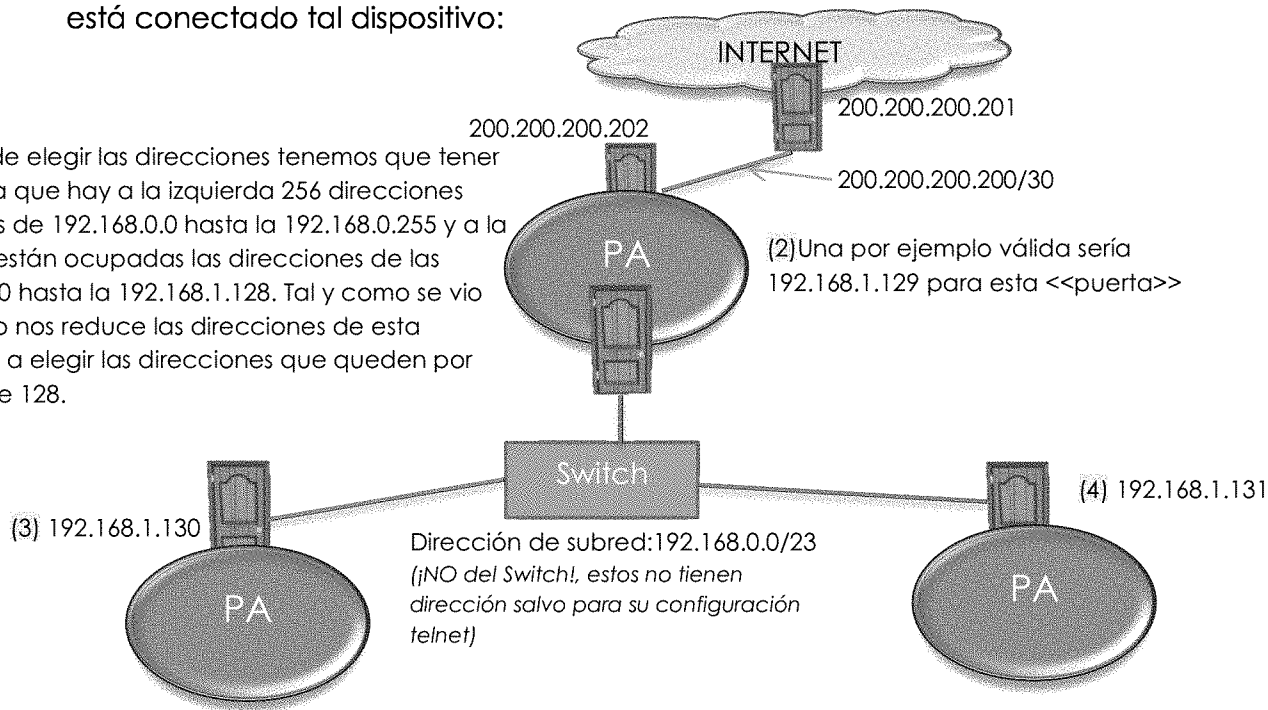 está conectado tal dispositivo:
INTERNET
200.200.200.201
200.200.200.202
200.200.200.200/30
de elegir las direcciones tenemos que tener
a que hay a la izquierda 256 direcciones
s de 192.168.0.0 hasta la 192.168.0.255 y a la
están ocupadas las direcciones de las
0 hasta la 192.168.1.128. Tal y como se vio
o nos reduce las direcciones de esta
a elegir las direcciones que queden por
e 128.
PA
(2)Una por ejemplo válida sería
192.168.1.129 para esta <<puerta>>
Switch
(3) 192.168.1.130
(4) 192.168.1.131
Dirección de subred:192.168.0.0/23
(¡NO del Switch!, estos no tienen
dirección salvo para su configuración
telnet)
PA
PA